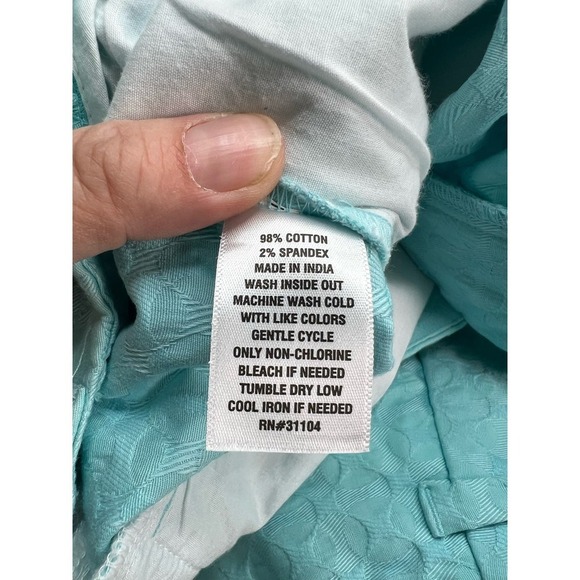 98% COTTON
2% SPANDEX
MADE IN INDIA
WASH INSIDE OUT
MACHINE WASH COLD
WITH LIKE COLORS
GENTLE CYCLE
ONLY NON-CHLORINE
BLEACH IF NEEDED
TUMBLE DRY LOW
COOL IRON IF NEEDED
RN#31104